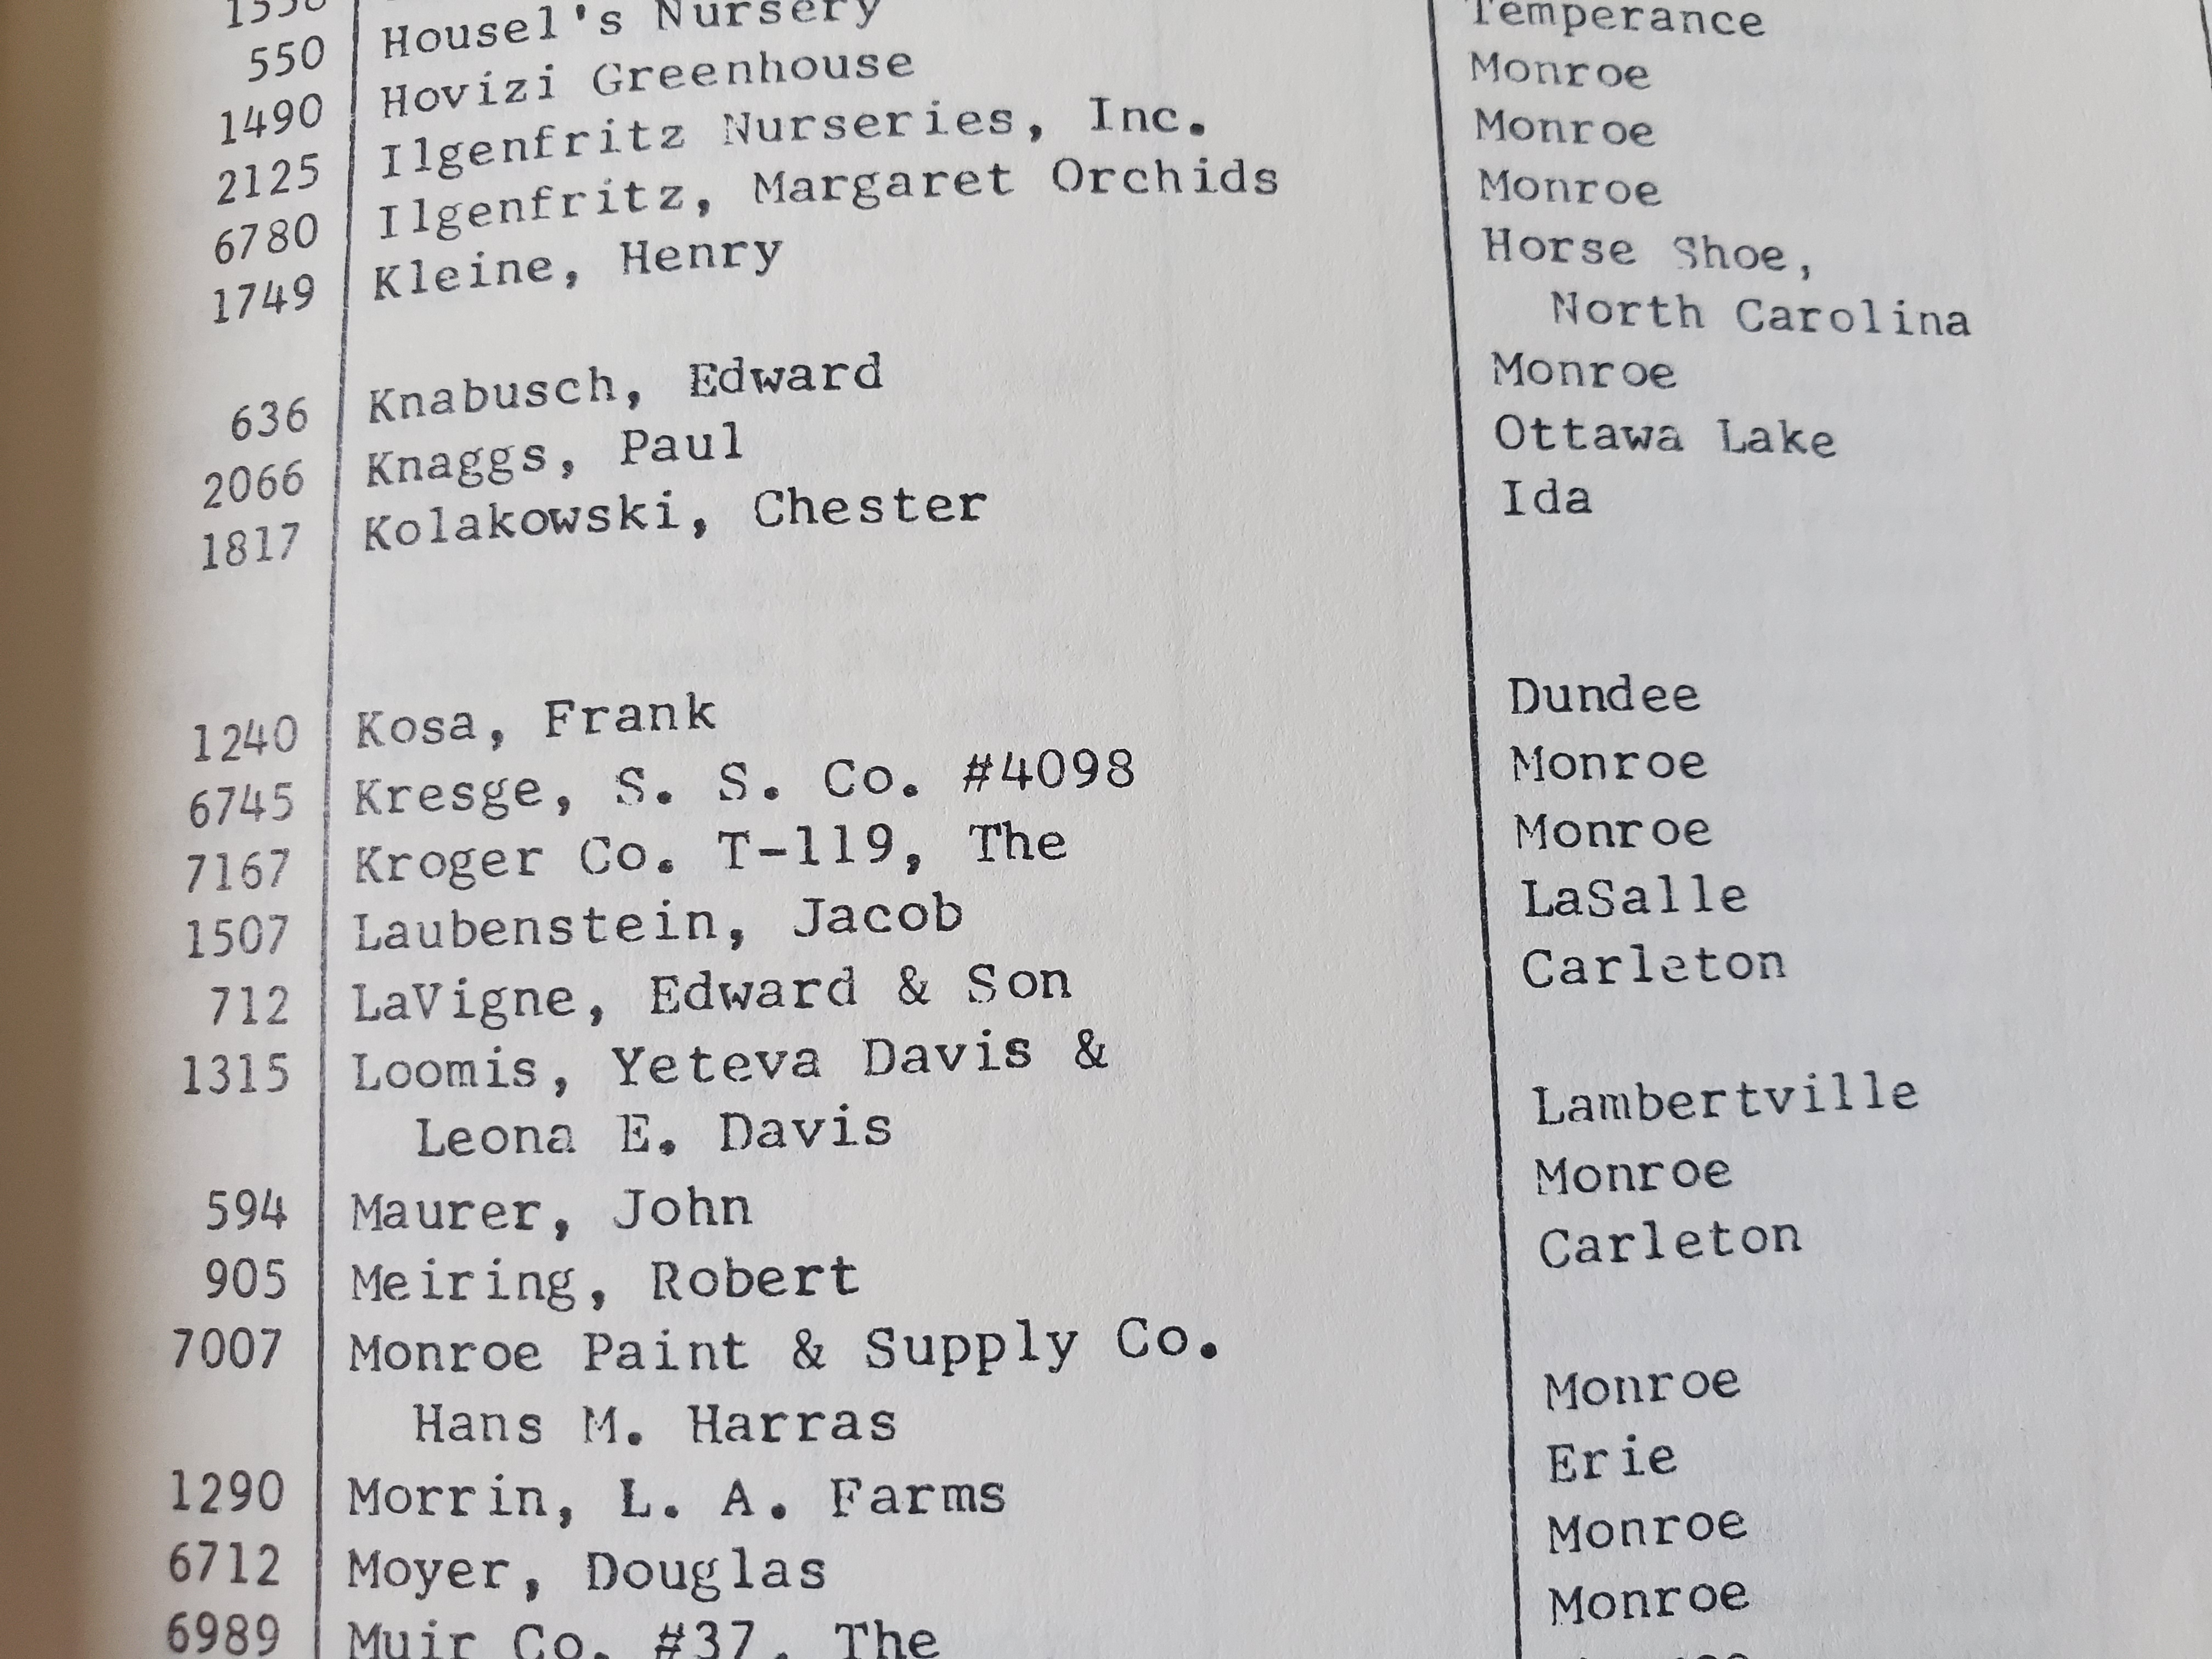 550 Housel's Nursery Temperance
1490 Hovizi Greenhouse Monroe
2125 Ilgenfritz Nurseries, Inc. Monroe
6780 Ilgenfritz, Margaret Orchids Monroe
1749 Kleine, Henry Horse Shoe,
North Carolina
636 Knabusch, Edward Monroe
2066 Knaggs, Paul Ottawa Lake
1817 Kolakowski, Chester Ida
1240 Kosa, Frank Dundee
6745 Kresge, S. S. Co. #4098 Monroe
7167 Kroger Co. T-119, The Monroe
1507 Laubenstein, Jacob LaSalle
712 LaVigne, Edward & Son Carleton
1315 Loomis, Yeteva Davis &
Leona E. Davis Lambertville
594 Maurer, John Monroe
905 Meiring, Robert Carleton
7007 Monroe Paint & Supply Co.
Hans M. Harras Monroe
1290 Morrin, L. A. Farms Erie
6712 Moyer, Douglas Monroe
6989 Muir Co. #37, The Monroe